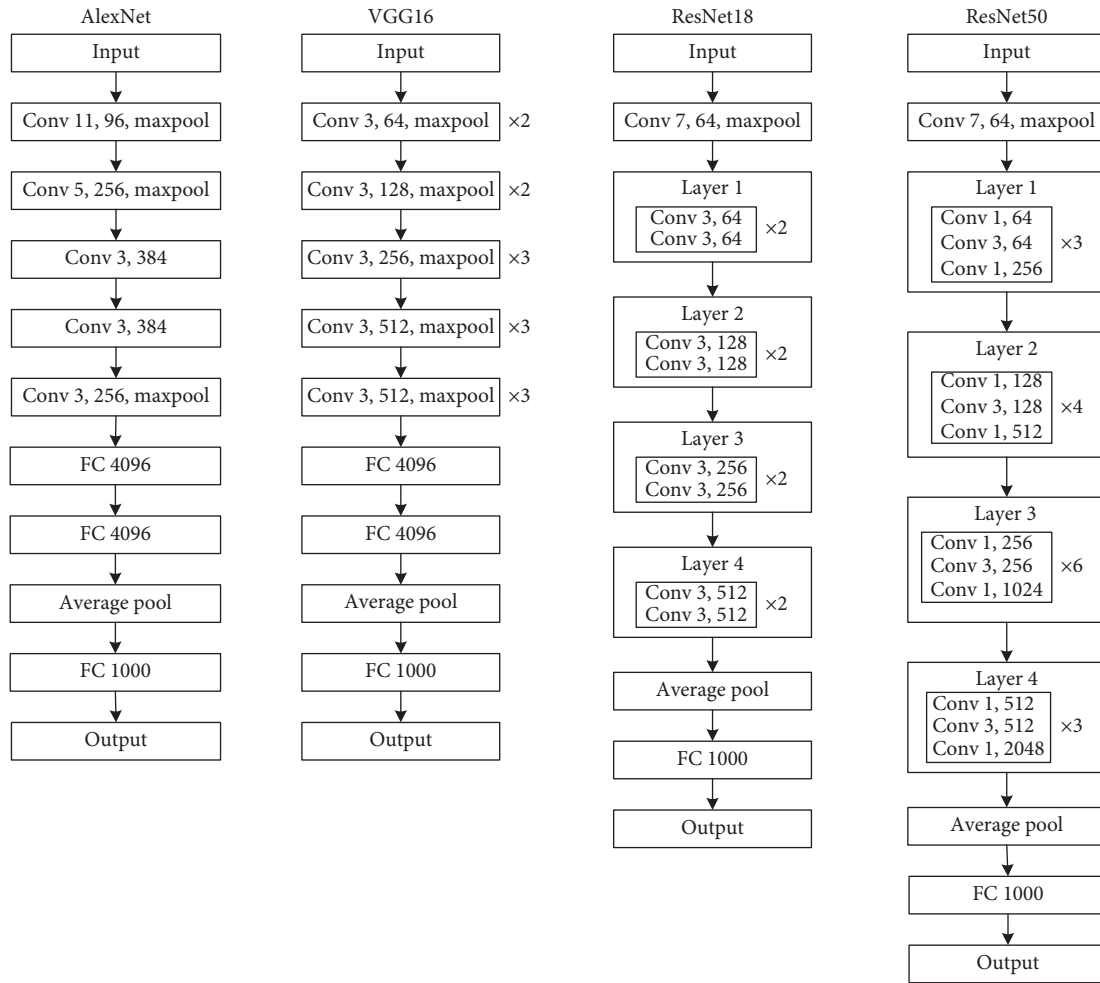 AlexNet
Input
Conv 11, 96, maxpool
Conv 5, 256, maxpool
Conv 3, 384
Conv 3, 384
Conv 3, 256, maxpool
FC 4096
FC 4096
Average pool
FC 1000
Output
VGG16
Input
Conv 3, 64, maxpool ×2
Conv 3, 128, maxpool ×2
Conv 3, 256, maxpool ×3
Conv 3, 512, maxpool ×3
Conv 3, 512, maxpool ×3
FC 4096
FC 4096
Average pool
FC 1000
Output
ResNet18
Input
Conv 7, 64, maxpool
Layer 1
Conv 3, 64
Conv 3, 64
×2
Layer 2
Conv 3, 128
Conv 3, 128
×2
Layer 3
Conv 3, 256
Conv 3, 256
×2
Layer 4
Conv 3, 512
Conv 3, 512
×2
Average pool
FC 1000
Output
ResNet50
Input
Conv 7, 64, maxpool
Layer 1
Conv 1, 64
Conv 3, 64 ×3
Conv 1, 256
Layer 2
Conv 1, 128
Conv 3, 128 ×4
Conv 1, 512
Layer 3
Conv 1, 256
Conv 3, 256 ×6
Conv 1, 1024
Layer 4
Conv 1, 512
Conv 3, 512 ×3
Conv 1, 2048
Average pool
FC 1000
Output